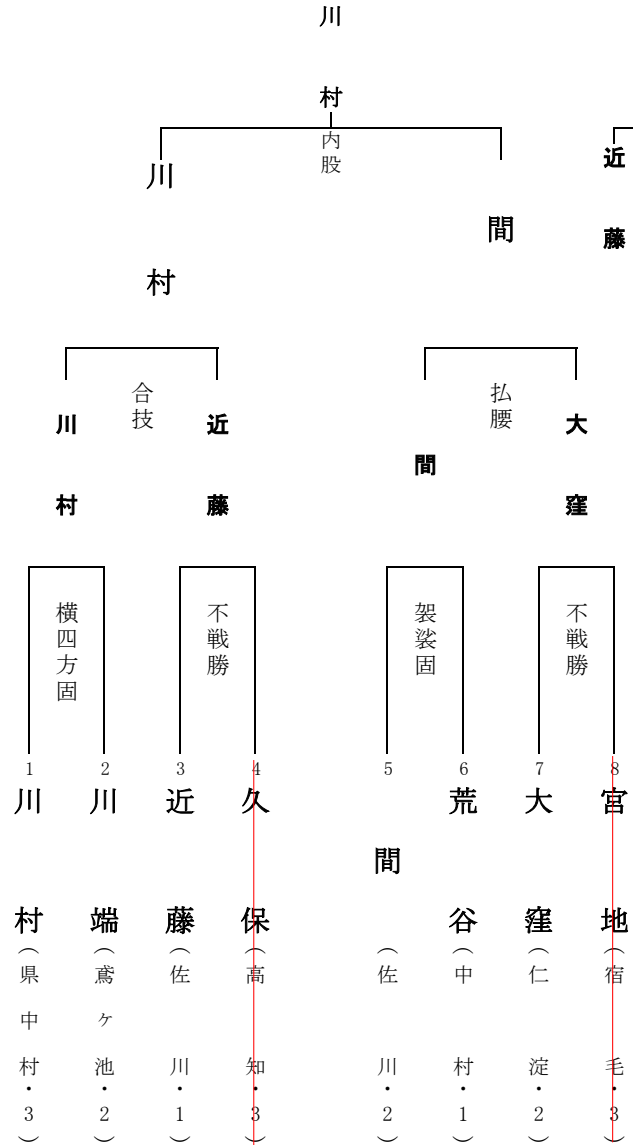 川村
内股
川村
間
近藤
合技
払腰
川村
近藤
間
大窪
横四方固
不戦勝
袈裟固
不戦勝
1 川村（県中村・3）
2 川端（鳶ヶ池・2）
3 近藤（佐川・1）
4 久保（高知・3）
5 間（佐川・2）
6 荒谷（中村・1）
7 大窪（仁淀・2）
8 宮地（宿毛・3）